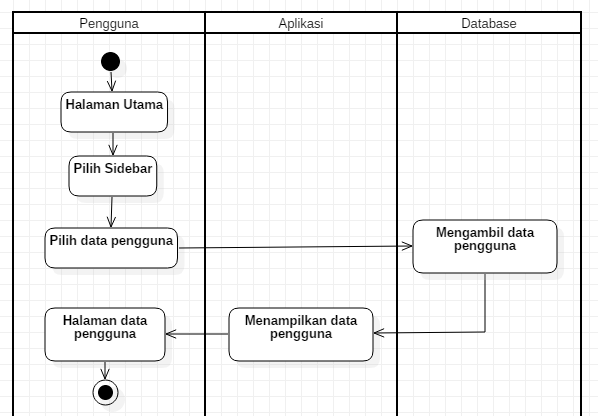 Pengguna
Aplikasi
Database
Halaman Utama
Pilih Sidebar
Pilih data pengguna
Mengambil data
pengguna
Menampilkan data
pengguna
Halaman data
pengguna